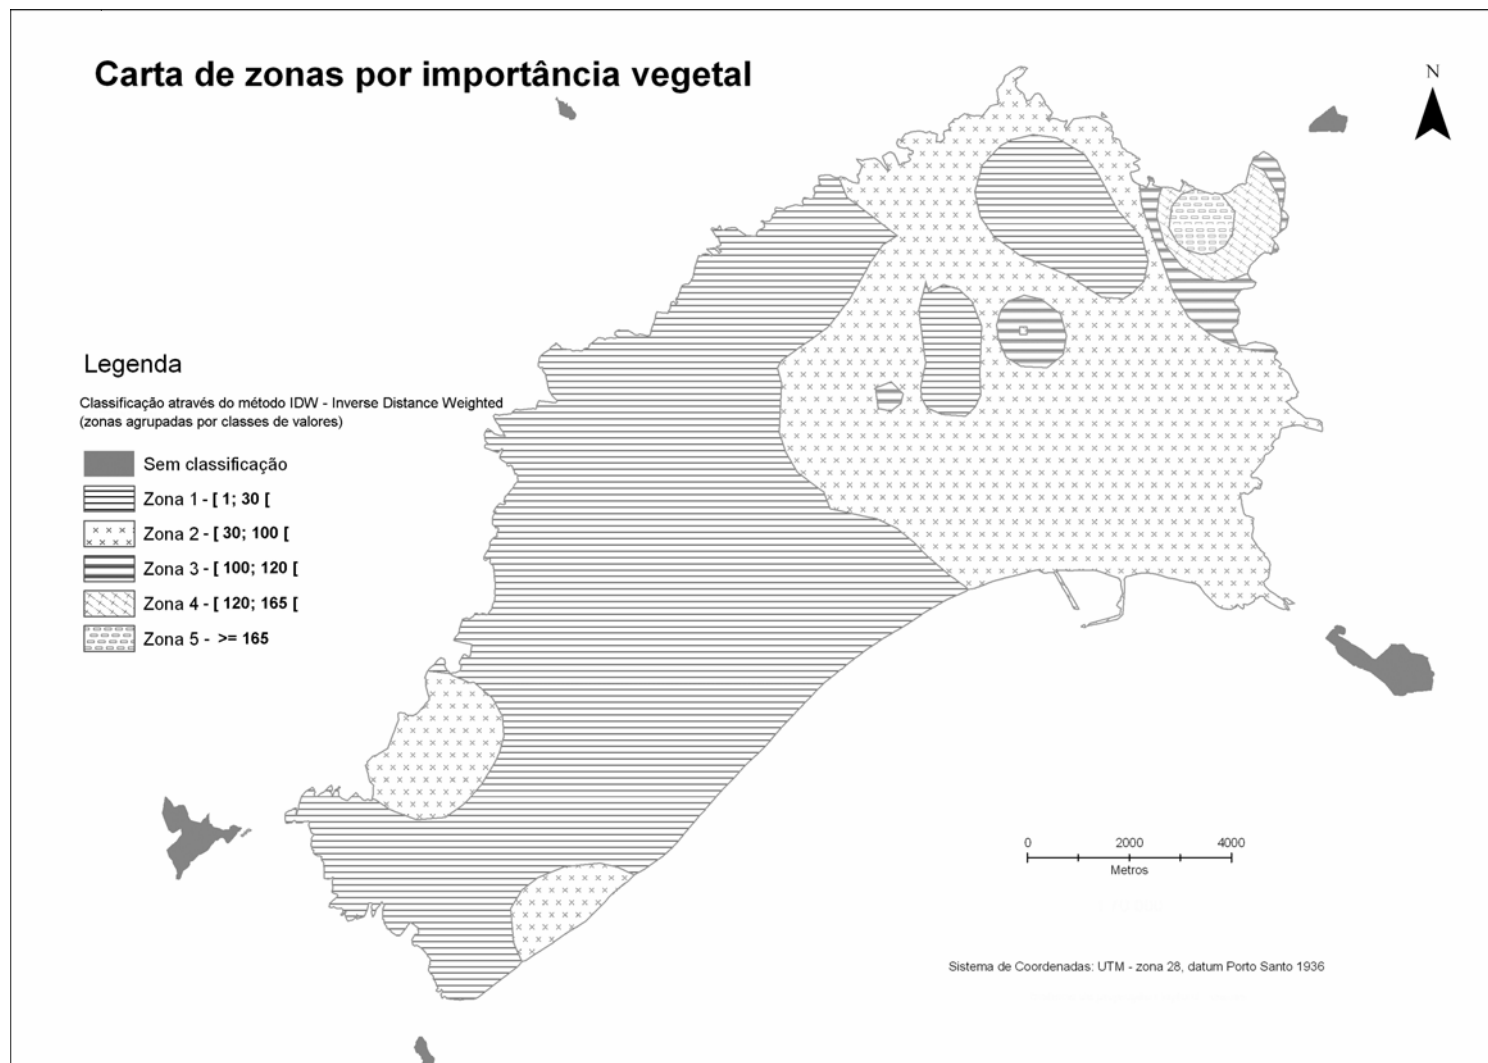 Carta de zonas por importância vegetal
N
Legenda
Classificação através do método IDW - Inverse Distance Weighted
(zonas agrupadas por classes de valores)
Sem classificação
Zona 1 - [ 1; 30 [
Zona 2 - [ 30; 100 [
Zona 3 - [ 100; 120 [
Zona 4 - [ 120; 165 [
Zona 5 - >= 165
0 2000 4000
Metros
Sistema de Coordenadas: UTM - zona 28, datum Porto Santo 1936